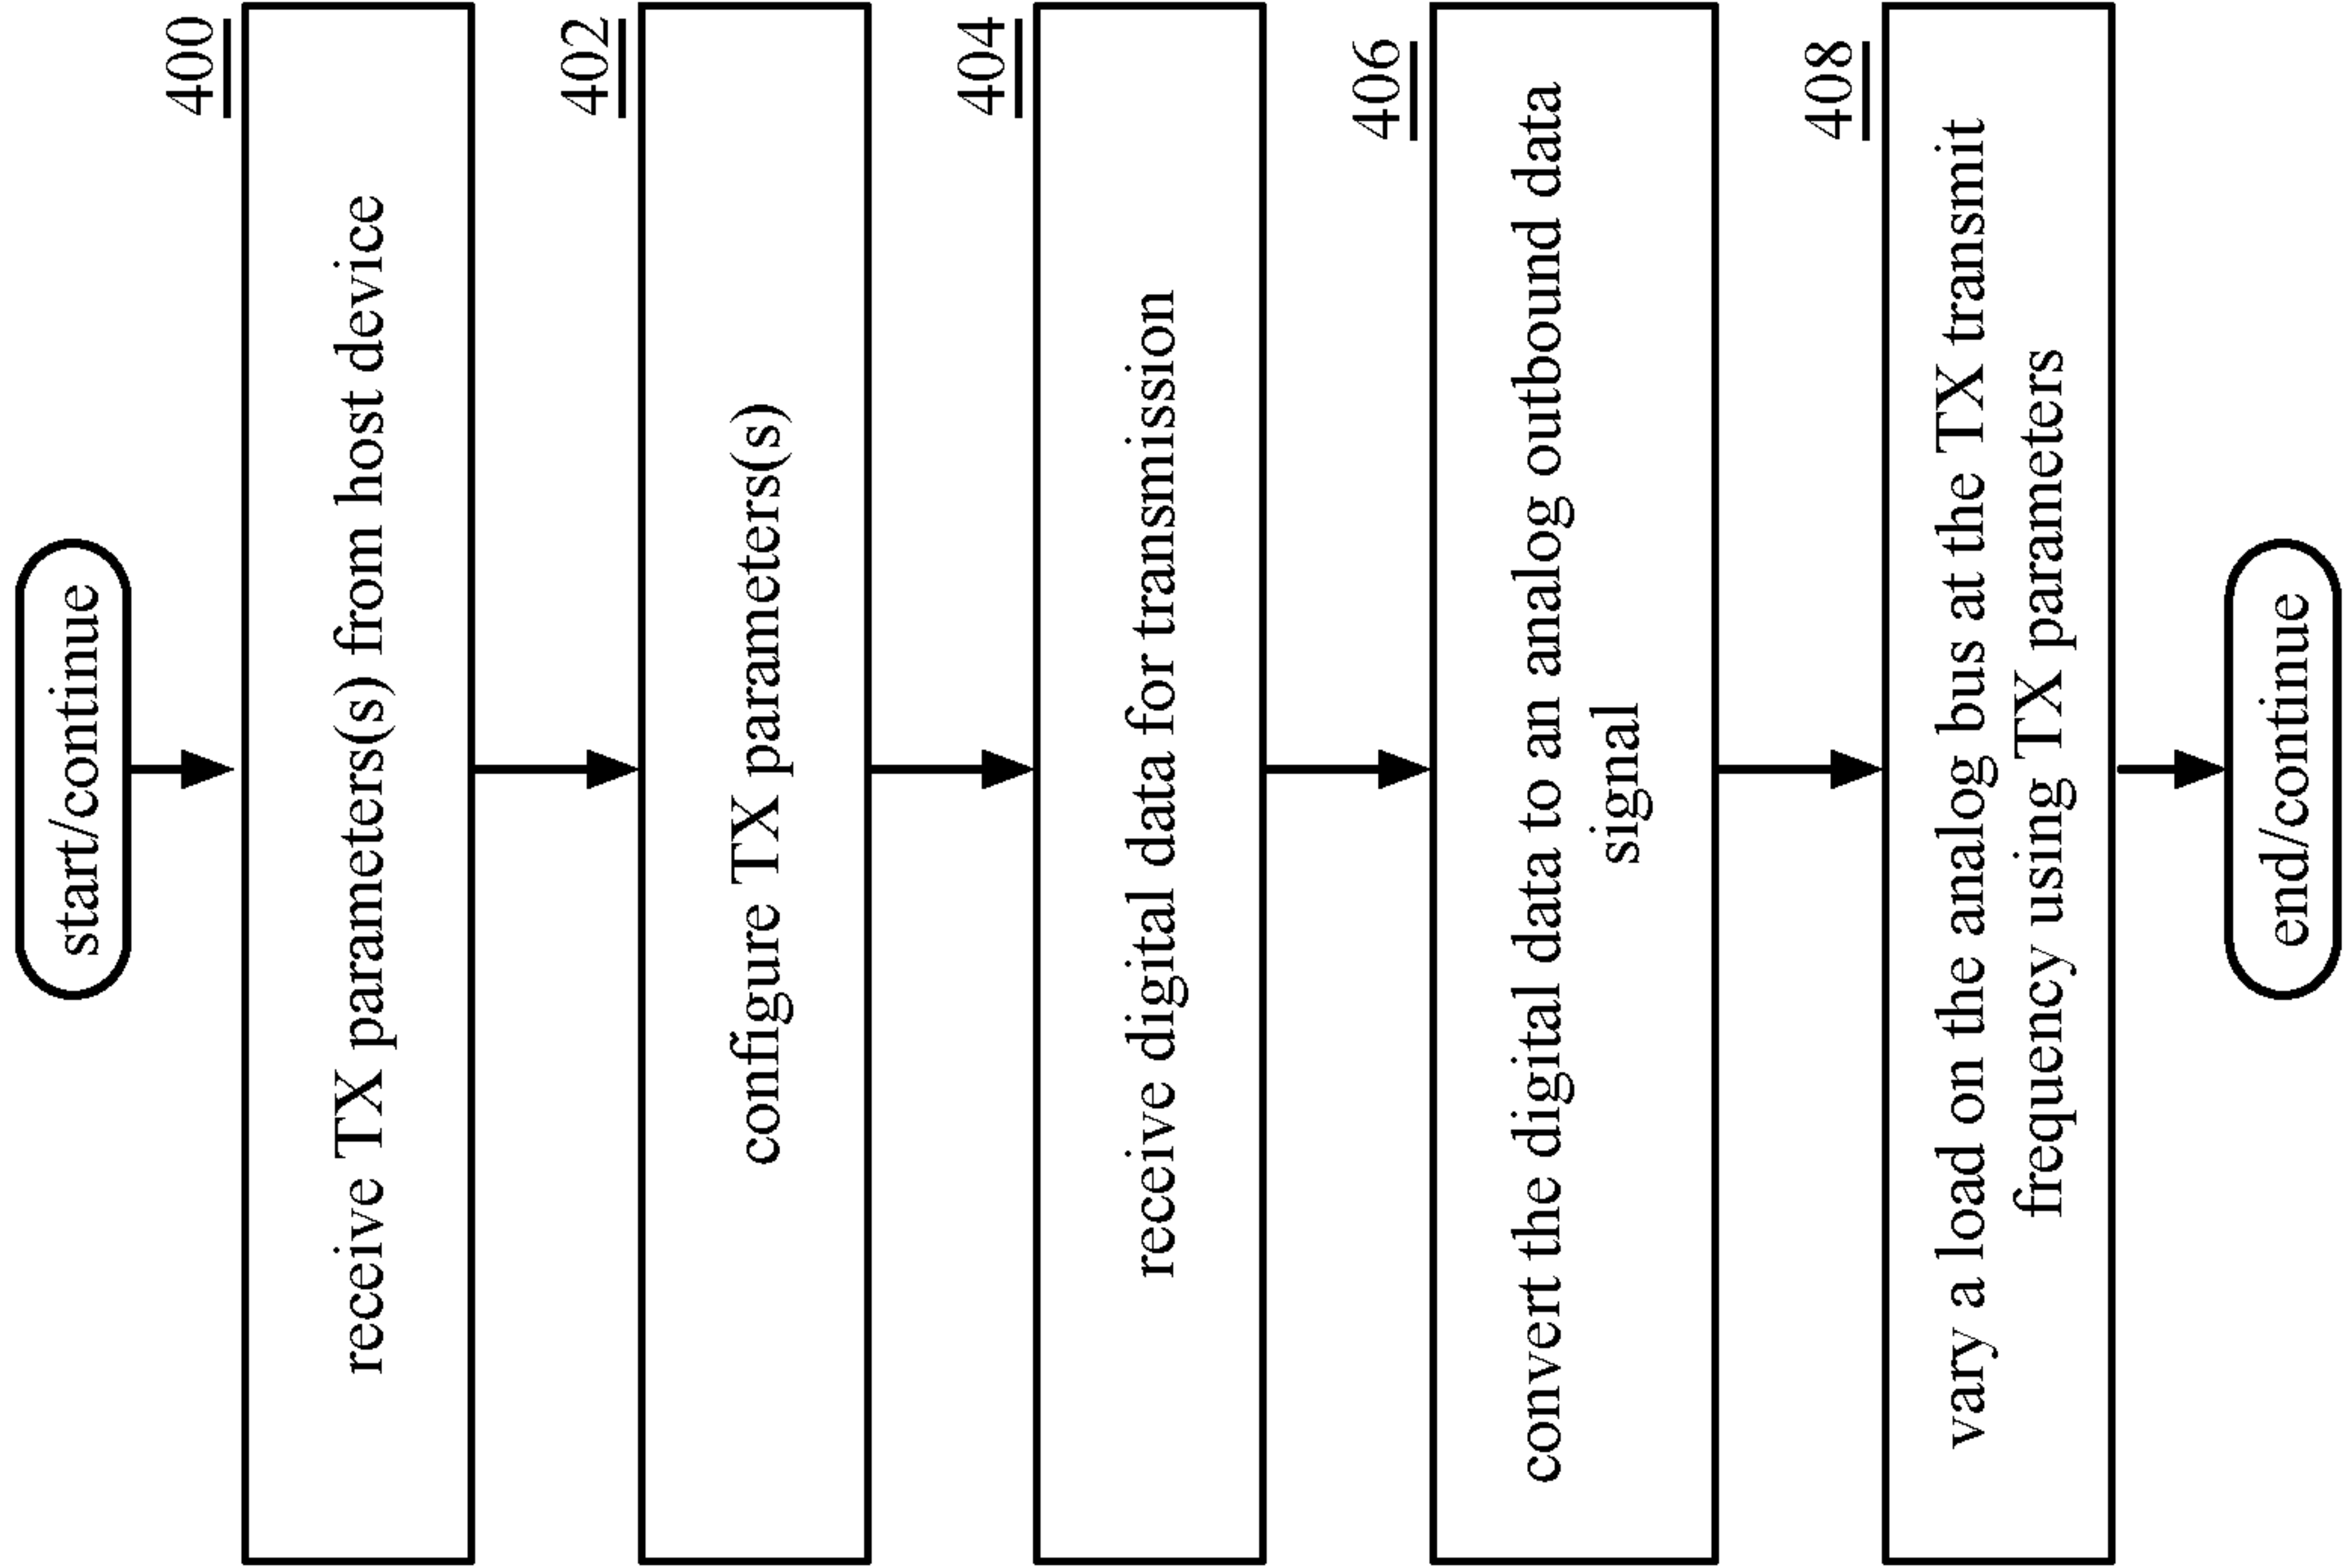 start/continue
400
receive TX parameters(s) from host device
402
configure TX parameters(s)
404
receive digital data for transmission
406
convert the digital data to an analog outbound data
signal
408
vary a load on the analog bus at the TX transmit
frequency using TX parameters
end/continue